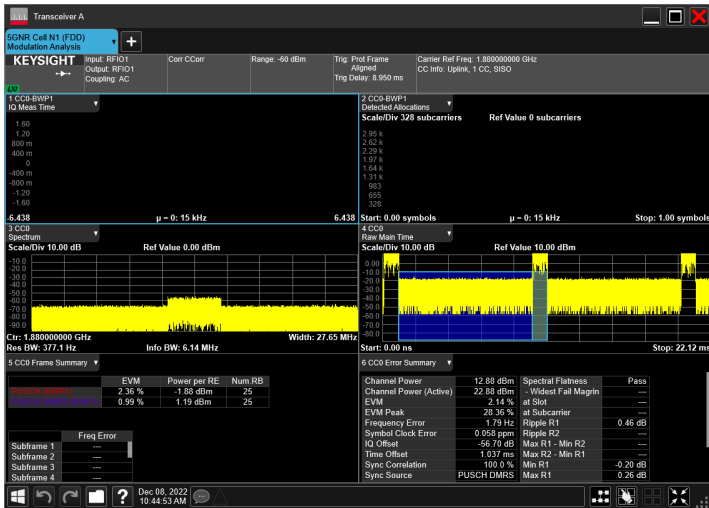 Transceiver A
5GNR Cell N1 (FDD)
Modulation Analysis
KEYSIGHT
LXI
Input: RFIO1
Output: RFIO1
Coupling: AC
Corr CCorr
Range: -60 dBm
Trig: Prot Frame
Aligned
Trig Delay: 8.950 ms
Carrier Ref Freq: 1.880000000 GHz
CC Info: Uplink, 1 CC, SISO
1 CC0-BWP1
IQ Meas Time
1.60
1.20
800 m
400 m
0
-400 m
-800 m
-1.20
-1.60
-6.438
µ – 0: 15 kHz
6.438
2 CC0-BWP1
Detected Allocations
Scale/Div 328 subcarriers
Ref Value 0 subcarriers
2.95 k
2.62 k
2.29 k
1.97 k
1.64 k
1.31 k
983
655
328
Start: 0.00 symbols
µ – 0: 15 kHz
Stop: 1.00 symbols
3 CC0
Spectrum
Scale/Div 10.00 dB
Ref Value 0.00 dBm
-10.0
-20.0
-30.0
-40.0
-50.0
-60.0
-70.0
-80.0
-90.0
Ctr: 1.880000000 GHz
Width: 27.65 MHz
Res BW: 377.1 Hz
Info BW: 6.14 MHz
4 CC0
Raw Main Time
Scale/Div 10.00 dB
Ref Value 10.00 dBm
0.00
-10.0
-20.0
-30.0
-40.0
-50.0
-60.0
-70.0
-80.0
Start: 0.00 ns
Stop: 22.12 ms
5 CC0 Frame Summary
EVM Power per RE Num.RB
2.36 % -1.88 dBm 25
0.99 % 1.19 dBm 25
Freq Error
Subframe 1 ---
Subframe 2 ---
Subframe 3 ---
Subframe 4 ---
6 CC0 Error Summary
Channel Power 12.88 dBm Spectral Flatness Pass
Channel Power (Active) 22.88 dBm - Widest Fail Magrin ---
EVM 2.14 % at Slot ---
EVM Peak 28.36 % at Subcarrier ---
Frequency Error 1.79 Hz Ripple R1 0.46 dB
Symbol Clock Error 0.058 ppm Ripple R2 ---
IQ Offset -56.70 dB Max R1 - Min R2 ---
Time Offset 1.037 ms Max R2 - Min R1 ---
Sync Correlation 100.0 % Min R1 -0.20 dB
Sync Source PUSCH DMRS Max R1 0.26 dB
Dec 08, 2022
10:44:53 AM